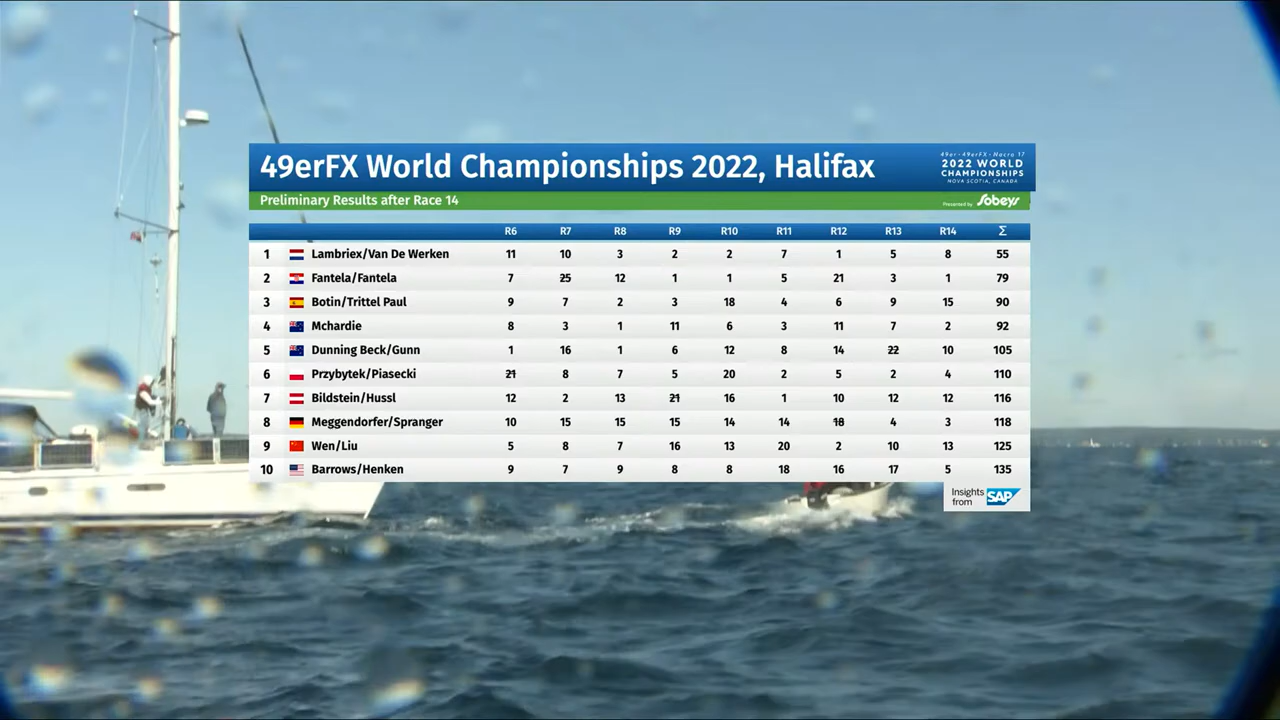 49erFX World Championships 2022, Halifax
49er · 49erFX · Nacra 17
2022 WORLD
CHAMPIONSHIPS
NOVA SCOTIA, CANADA
Preliminary Results after Race 14
Presented by Sobeys
R6 R7 R8 R9 R10 R11 R12 R13 R14 Σ
1 Lambriex/Van De Werken 11 10 3 2 2 7 1 5 8 55
2 Fantela/Fantela 7 25 12 1 1 5 21 3 1 79
3 Botin/Trittel Paul 9 7 2 3 18 4 6 9 15 90
4 Mchardie 8 3 1 11 6 3 11 7 2 92
5 Dunning Beck/Gunn 1 16 1 6 12 8 14 22 10 105
6 Przybytek/Piasecki 21 8 7 5 20 2 5 2 4 110
7 Bildstein/Hussl 12 2 13 21 16 1 10 12 12 116
8 Meggendorfer/Spranger 10 15 15 15 14 14 18 4 3 118
9 Wen/Liu 5 8 7 16 13 20 2 10 13 125
10 Barrows/Henken 9 7 9 8 8 18 16 17 5 135
Insights
from SAP